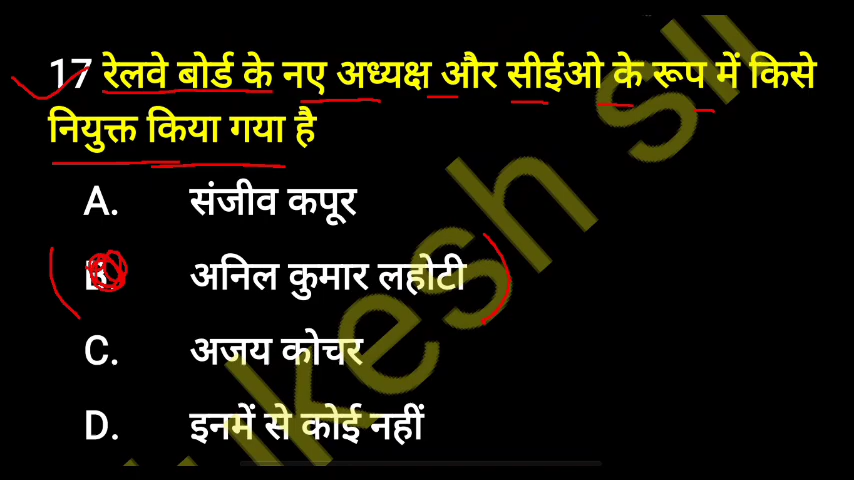 17 रेलवे बोर्ड के नए अध्यक्ष और सीईओ के रूप में किसे
नियुक्त किया गया है
A. संजीव कपूर
B. अनिल कुमार लहोटी
C. अजय कोचर
D. इनमें से कोई नहीं